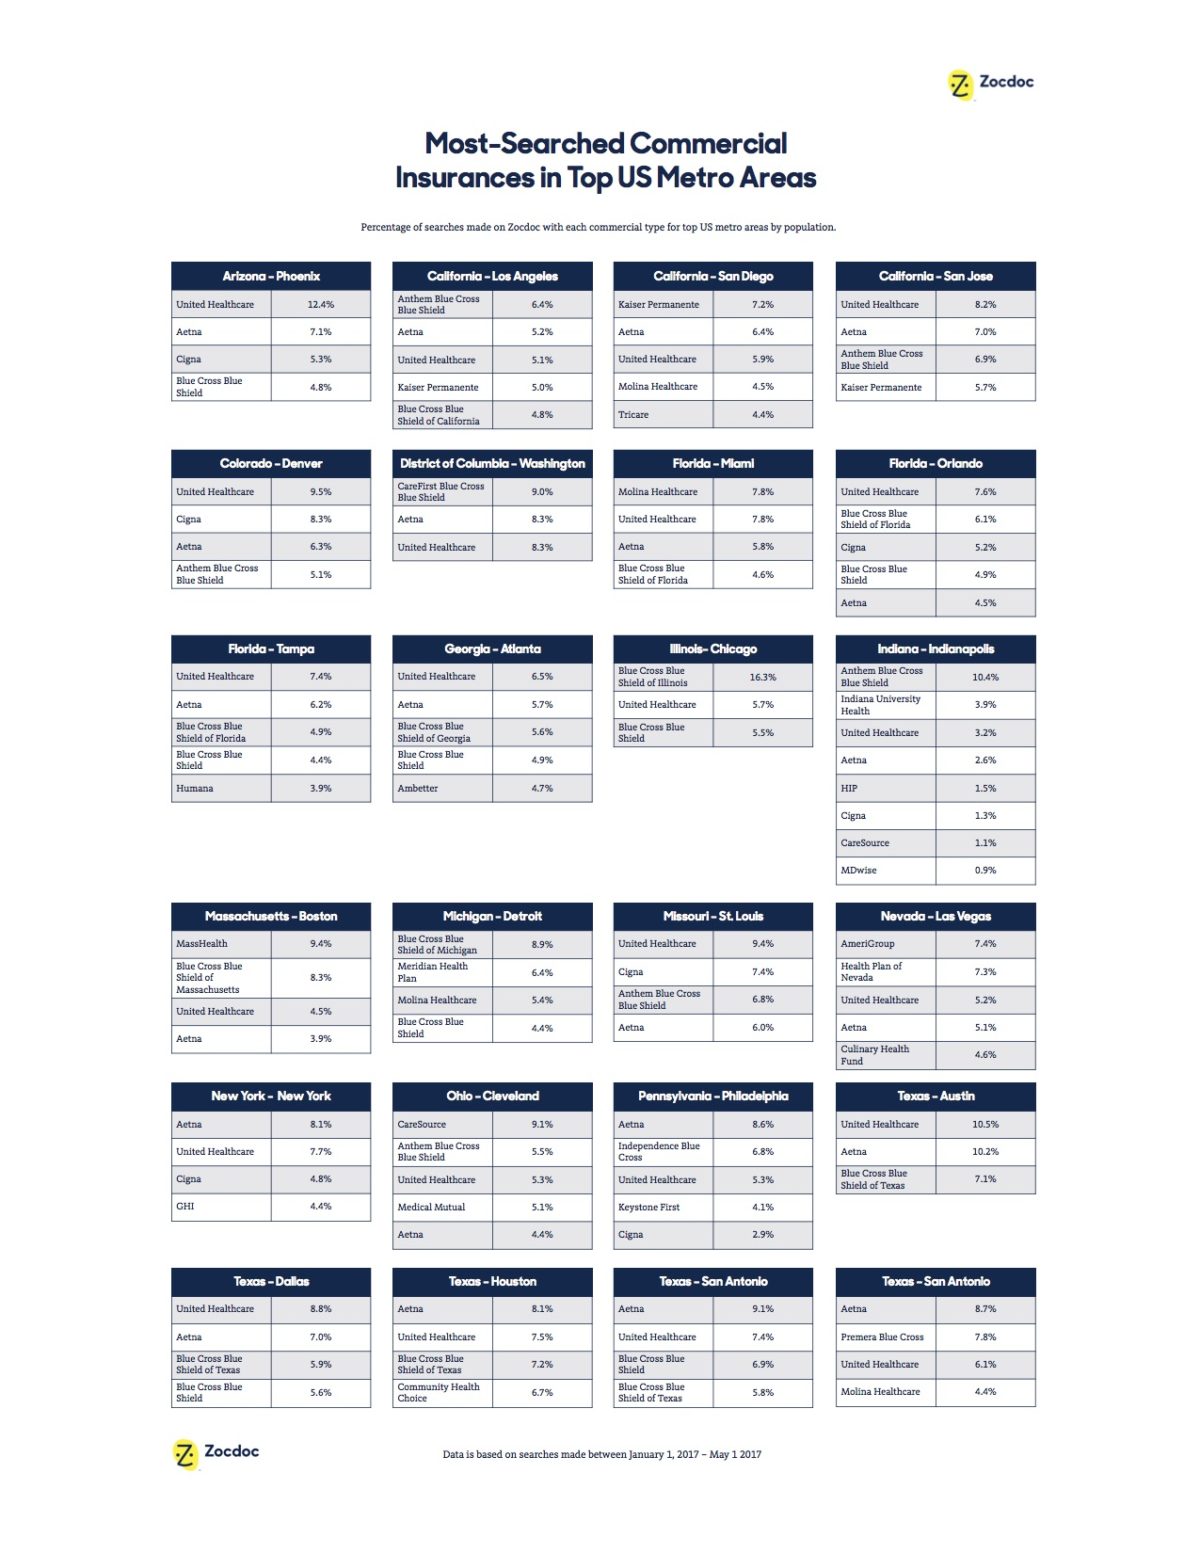 Zocdoc
Most-Searched Commercial
Insurances in Top US Metro Areas
Percentage of searches made on Zocdoc with each commercial type for top US metro areas by population.
Arizona - Phoenix
United Healthcare 12.4%
Aetna 7.1%
Cigna 5.3%
Blue Cross Blue
Shield 4.8%
California - Los Angeles
Anthem Blue Cross
Blue Shield 6.4%
Aetna 5.2%
United Healthcare 5.1%
Kaiser Permanente 5.0%
Blue Cross Blue
Shield of California 4.8%
California - San Diego
Kaiser Permanente 7.2%
Aetna 6.4%
United Healthcare 5.9%
Molina Healthcare 4.5%
Tricare 4.4%
California - San Jose
United Healthcare 8.2%
Aetna 7.0%
Anthem Blue Cross
Blue Shield 6.9%
Kaiser Permanente 5.7%
Colorado - Denver
United Healthcare 9.5%
Cigna 8.3%
Aetna 6.3%
Anthem Blue Cross
Blue Shield 5.1%
District of Columbia - Washington
CareFirst Blue Cross
Blue Shield 9.0%
Aetna 8.3%
United Healthcare 8.3%
Florida - Miami
Molina Healthcare 7.8%
United Healthcare 7.8%
Aetna 5.8%
Blue Cross Blue
Shield of Florida 4.6%
Florida - Orlando
United Healthcare 7.6%
Blue Cross Blue
Shield of Florida 6.1%
Cigna 5.2%
Blue Cross Blue
Shield 4.9%
Aetna 4.5%
Florida - Tampa
United Healthcare 7.4%
Aetna 6.2%
Blue Cross Blue
Shield of Florida 4.9%
Blue Cross Blue
Shield 4.4%
Humana 3.9%
Georgia - Atlanta
United Healthcare 6.5%
Aetna 5.7%
Blue Cross Blue
Shield of Georgia 5.6%
Blue Cross Blue
Shield 4.9%
Ambetter 4.7%
Illinois- Chicago
Blue Cross Blue
Shield of Illinois 16.3%
United Healthcare 5.7%
Blue Cross Blue
Shield 5.5%
Indiana - Indianapolis
Anthem Blue Cross
Blue Shield 10.4%
Indiana University
Health 3.9%
United Healthcare 3.2%
Aetna 2.6%
HIP 1.5%
Cigna 1.3%
CareSource 1.1%
MDwise 0.9%
Massachusetts - Boston
MassHealth 9.4%
Blue Cross Blue
Shield of
Massachusetts 8.3%
United Healthcare 4.5%
Aetna 3.9%
Michigan - Detroit
Blue Cross Blue
Shield of Michigan 8.9%
Meridian Health
Plan 6.4%
Molina Healthcare 5.4%
Blue Cross Blue
Shield 4.4%
Missouri - St. Louis
United Healthcare 9.4%
Cigna 7.4%
Anthem Blue Cross
Blue Shield 6.8%
Aetna 6.0%
Nevada - Las Vegas
AmeriGroup 7.4%
Health Plan of
Nevada 7.3%
United Healthcare 5.2%
Aetna 5.1%
Culinary Health
Fund 4.6%
New York - New York
Aetna 8.1%
United Healthcare 7.7%
Cigna 4.8%
GHI 4.4%
Ohio - Cleveland
CareSource 9.1%
Anthem Blue Cross
Blue Shield 5.5%
United Healthcare 5.3%
Medical Mutual 5.1%
Aetna 4.4%
Pennsylvania - Philadelphia
Aetna 8.6%
Independence Blue
Cross 6.8%
United Healthcare 5.3%
Keystone First 4.1%
Cigna 2.9%
Texas - Austin
United Healthcare 10.5%
Aetna 10.2%
Blue Cross Blue
Shield of Texas 7.1%
Texas - Dallas
United Healthcare 8.8%
Aetna 7.0%
Blue Cross Blue
Shield of Texas 5.9%
Blue Cross Blue
Shield 5.6%
Texas - Houston
Aetna 8.1%
United Healthcare 7.5%
Blue Cross Blue
Shield of Texas 7.2%
Community Health
Choice 6.7%
Texas - San Antonio
Aetna 9.1%
United Healthcare 7.4%
Blue Cross Blue
Shield 6.9%
Blue Cross Blue
Shield of Texas 5.8%
Texas - San Antonio
Aetna 8.7%
Premera Blue Cross 7.8%
United Healthcare 6.1%
Molina Healthcare 4.4%
Zocdoc
Data is based on searches made between January 1, 2017 – May 1 2017